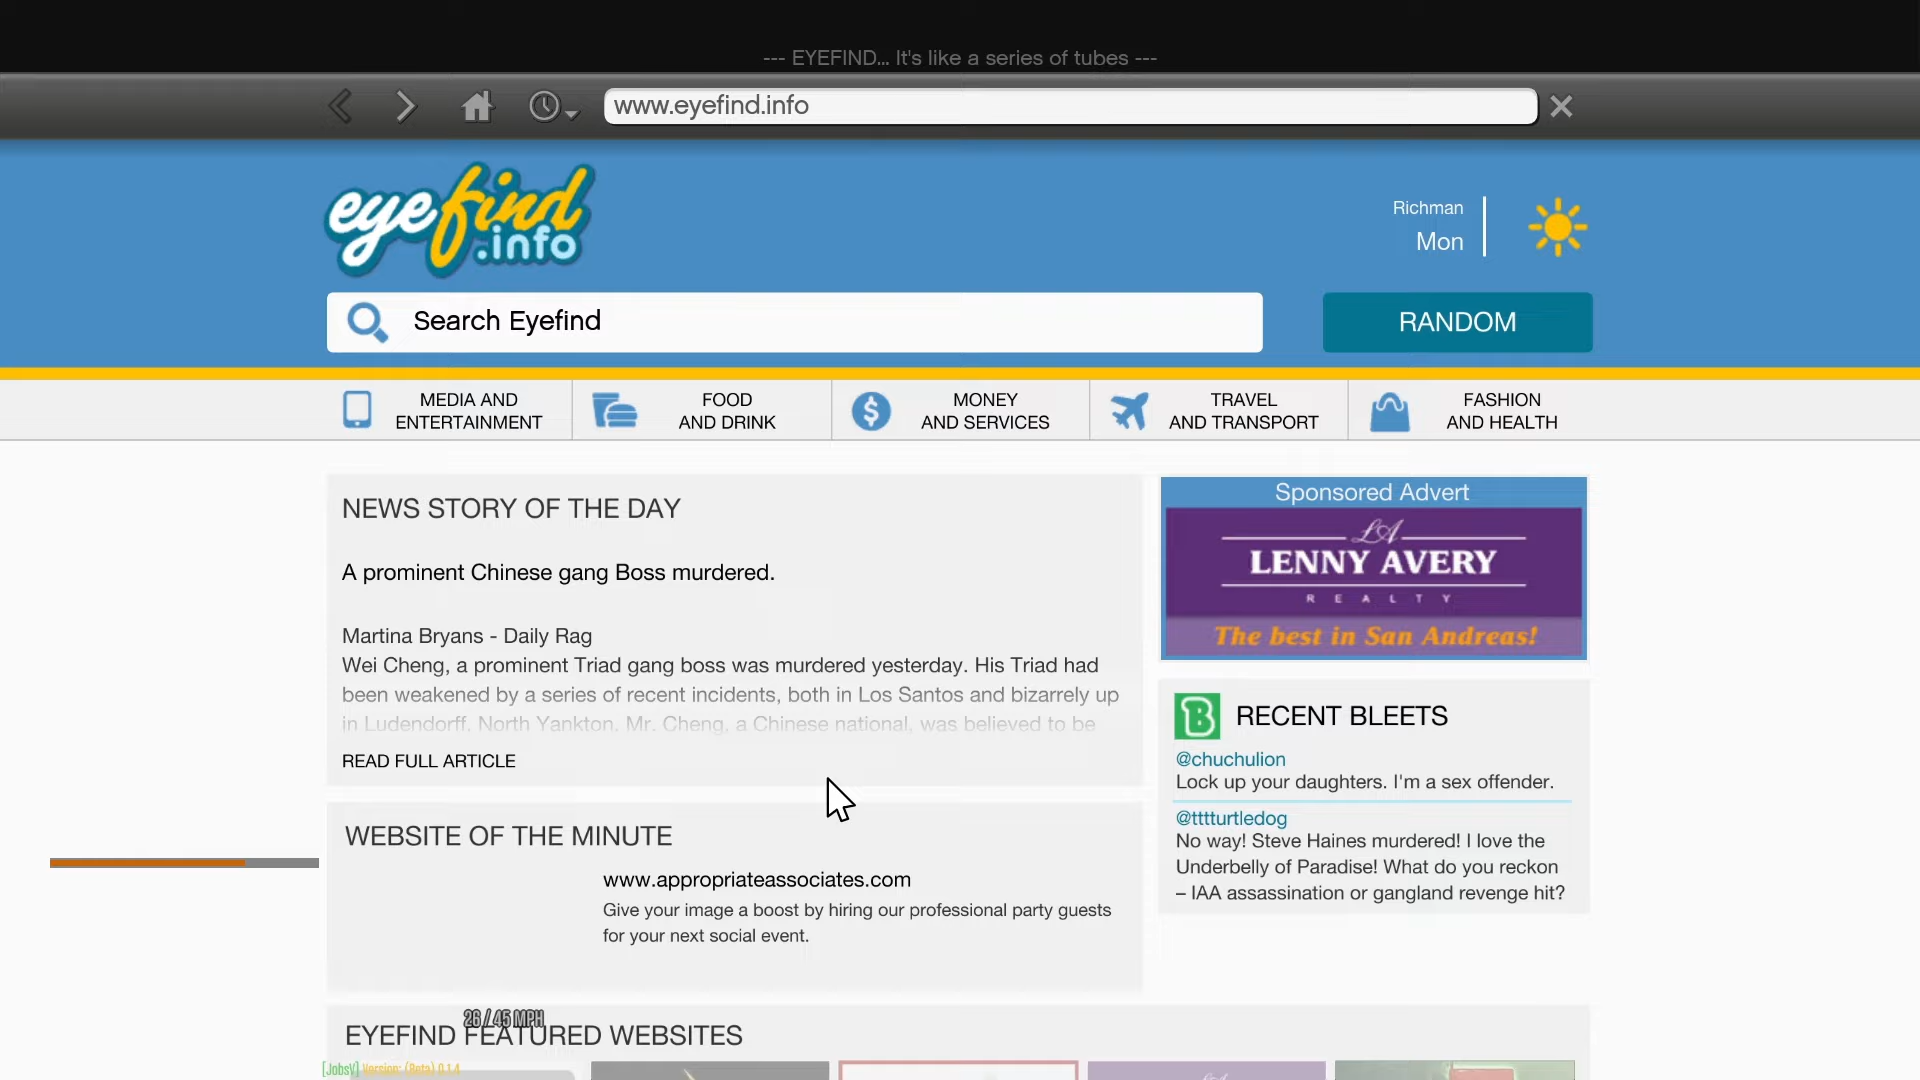 --- EYEFIND... It's like a series of tubes ---
www.eyefind.info
eyefind
.info
Richman
Mon
Search Eyefind
RANDOM
MEDIA AND
ENTERTAINMENT
FOOD
AND DRINK
MONEY
AND SERVICES
TRAVEL
AND TRANSPORT
FASHION
AND HEALTH
NEWS STORY OF THE DAY
A prominent Chinese gang Boss murdered.
Martina Bryans - Daily Rag
Wei Cheng, a prominent Triad gang boss was murdered yesterday. His Triad had
been weakened by a series of recent incidents, both in Los Santos and bizarrely up
in Ludendorff, North Yankton. Mr. Cheng, a Chinese national, was believed to be
READ FULL ARTICLE
Sponsored Advert
LA
LENNY AVERY
REALTY
The best in San Andreas!
B
RECENT BLEETS
@chuchulion
Lock up your daughters. I'm a sex offender.
@tttturtledog
No way! Steve Haines murdered! I love the
Underbelly of Paradise! What do you reckon
– IAA assassination or gangland revenge hit?
WEBSITE OF THE MINUTE
www.appropriateassociates.com
Give your image a boost by hiring our professional party guests
for your next social event.
26 / 45 MPH
EYEFIND FEATURED WEBSITES
[JobsV] Version: (Beta) 0.1.4